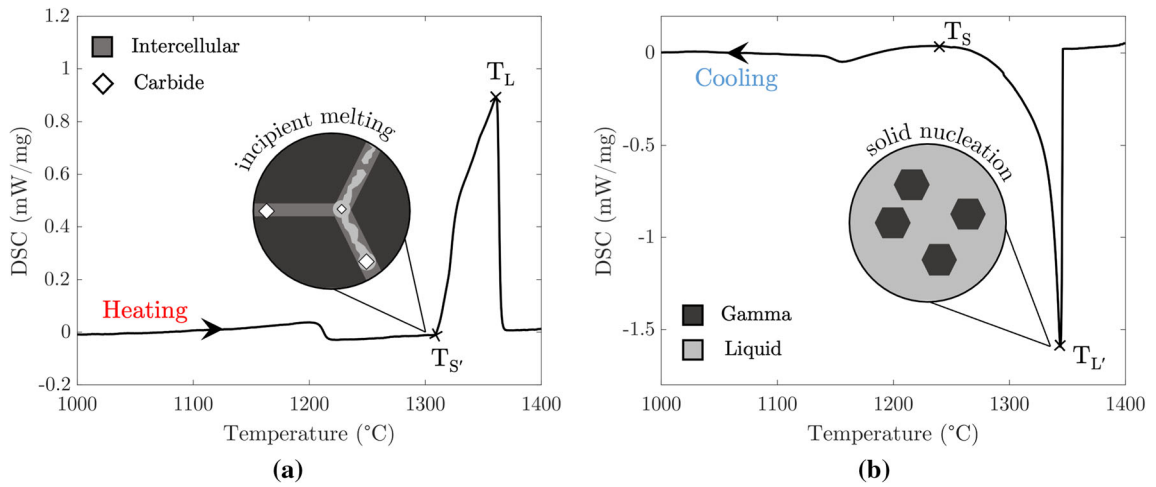 1.2
1
0.8
0.6
0.4
0.2
0
-0.2
DSC (mW/mg)
Intercellular
Carbide
T_L
incipient melting
Heating
T_S'
1000
1100
1200
1300
1400
Temperature (°C)
(a)
0
-0.5
-1
-1.5
DSC (mW/mg)
T_S
Cooling
solid nucleation
Gamma
Liquid
T_L'
1000
1100
1200
1300
1400
Temperature (°C)
(b)